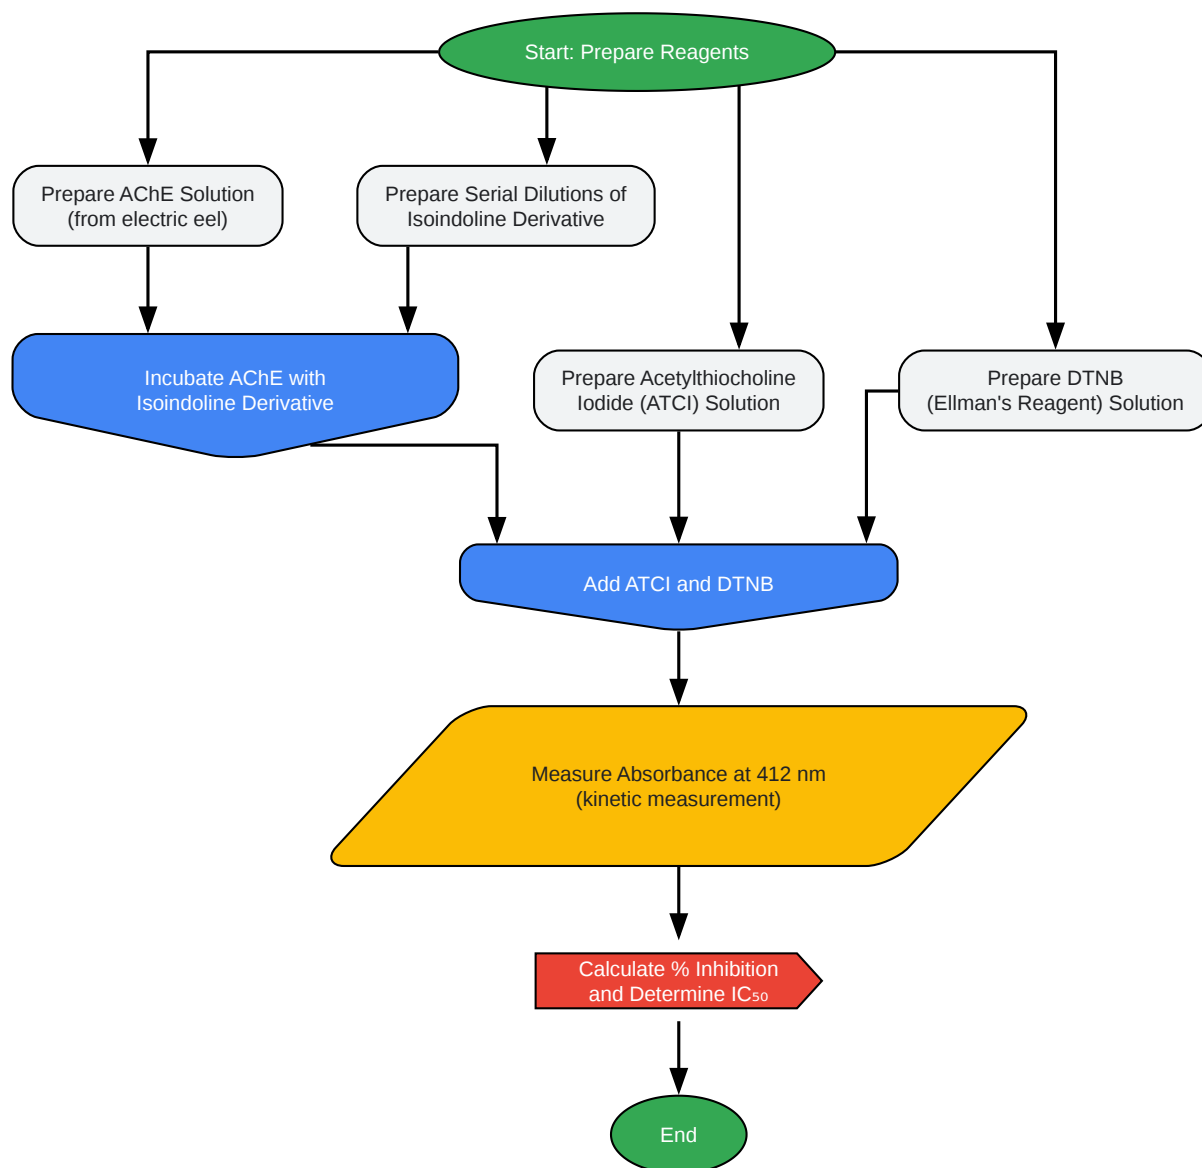 Start: Prepare Reagents
Prepare AChE Solution
(from electric eel)
Prepare Serial Dilutions of
Isoindoline Derivative
Incubate AChE with
Isoindoline Derivative
Prepare Acetylthiocholine
Iodide (ATCI) Solution
Prepare DTNB
(Ellman's Reagent) Solution
Add ATCI and DTNB
Measure Absorbance at 412 nm
(kinetic measurement)
Calculate % Inhibition
and Determine IC₅₀
End